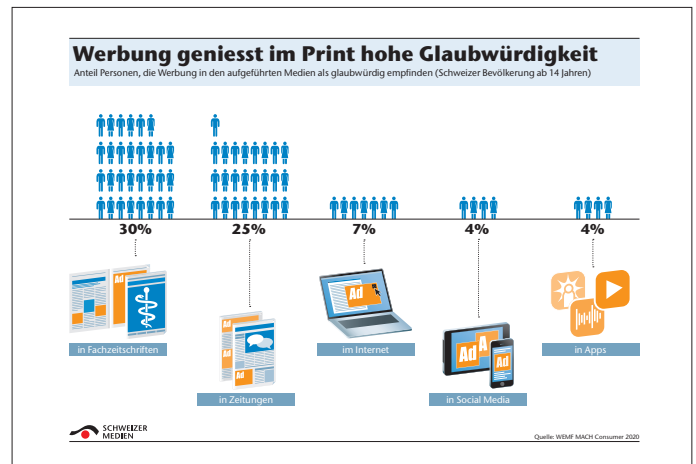 Werbung geniesst im Print hohe Glaubwürdigkeit
Anteil Personen, die Werbung in den aufgeführten Medien als glaubwürdig empfinden (Schweizer Bevölkerung ab 14 Jahren)
30% 25% 7% 4% 4%
Ad
Ad
Ad
Ad A
Ad
Ad
Ad
in Fachzeitschriften
im Internet
in Apps
in Zeitungen
in Social Media
SCHWEIZER
MEDIEN
Quelle: WEMF MACH Consumer 2020